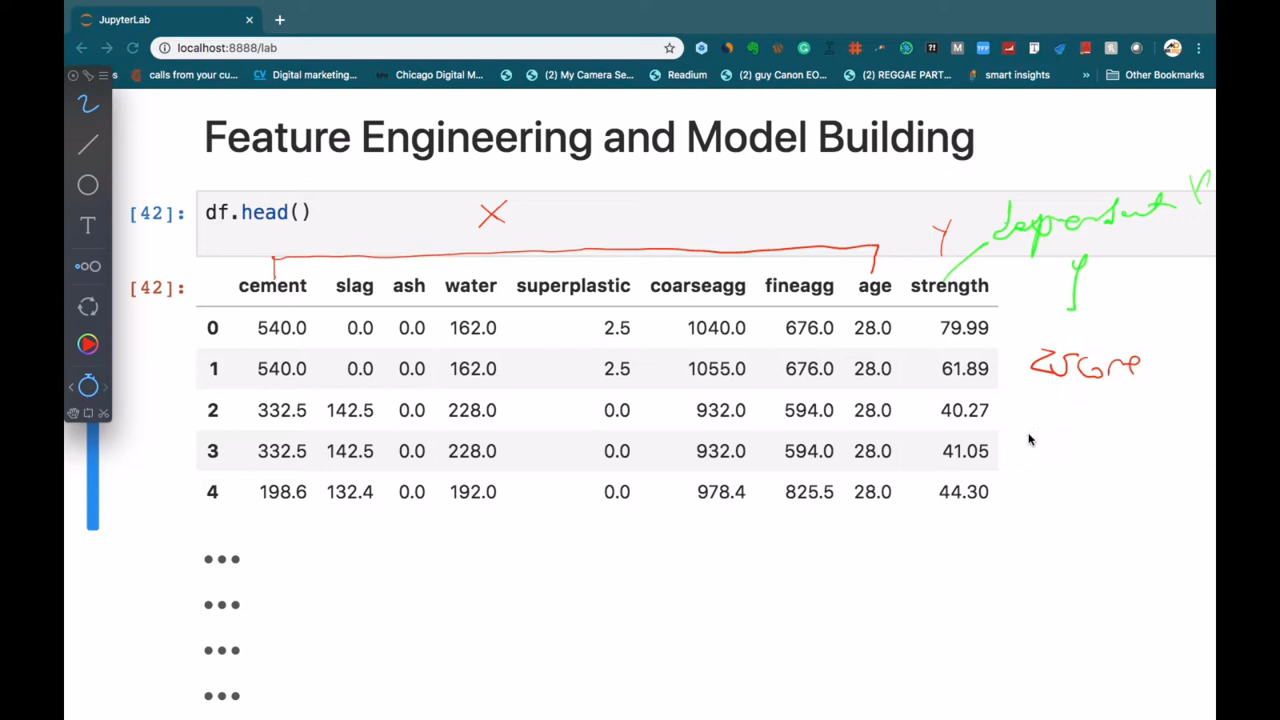 JupyterLab
localhost:8888/lab
calls from your cu... CV Digital marketing... Chicago Digital M... (2) My Camera Se... Readium (2) guy Canon EO... (2) REGGAE PART... smart insights » Other Bookmarks
Feature Engineering and Model Building
[42]: df.head()
X
Y
dependent
y
[42]:
cement slag ash water superplastic coarseagg fineagg age strength
0 540.0 0.0 0.0 162.0 2.5 1040.0 676.0 28.0 79.99
1 540.0 0.0 0.0 162.0 2.5 1055.0 676.0 28.0 61.89
zscore
2 332.5 142.5 0.0 228.0 0.0 932.0 594.0 28.0 40.27
3 332.5 142.5 0.0 228.0 0.0 932.0 594.0 28.0 41.05
4 198.6 132.4 0.0 192.0 0.0 978.4 825.5 28.0 44.30